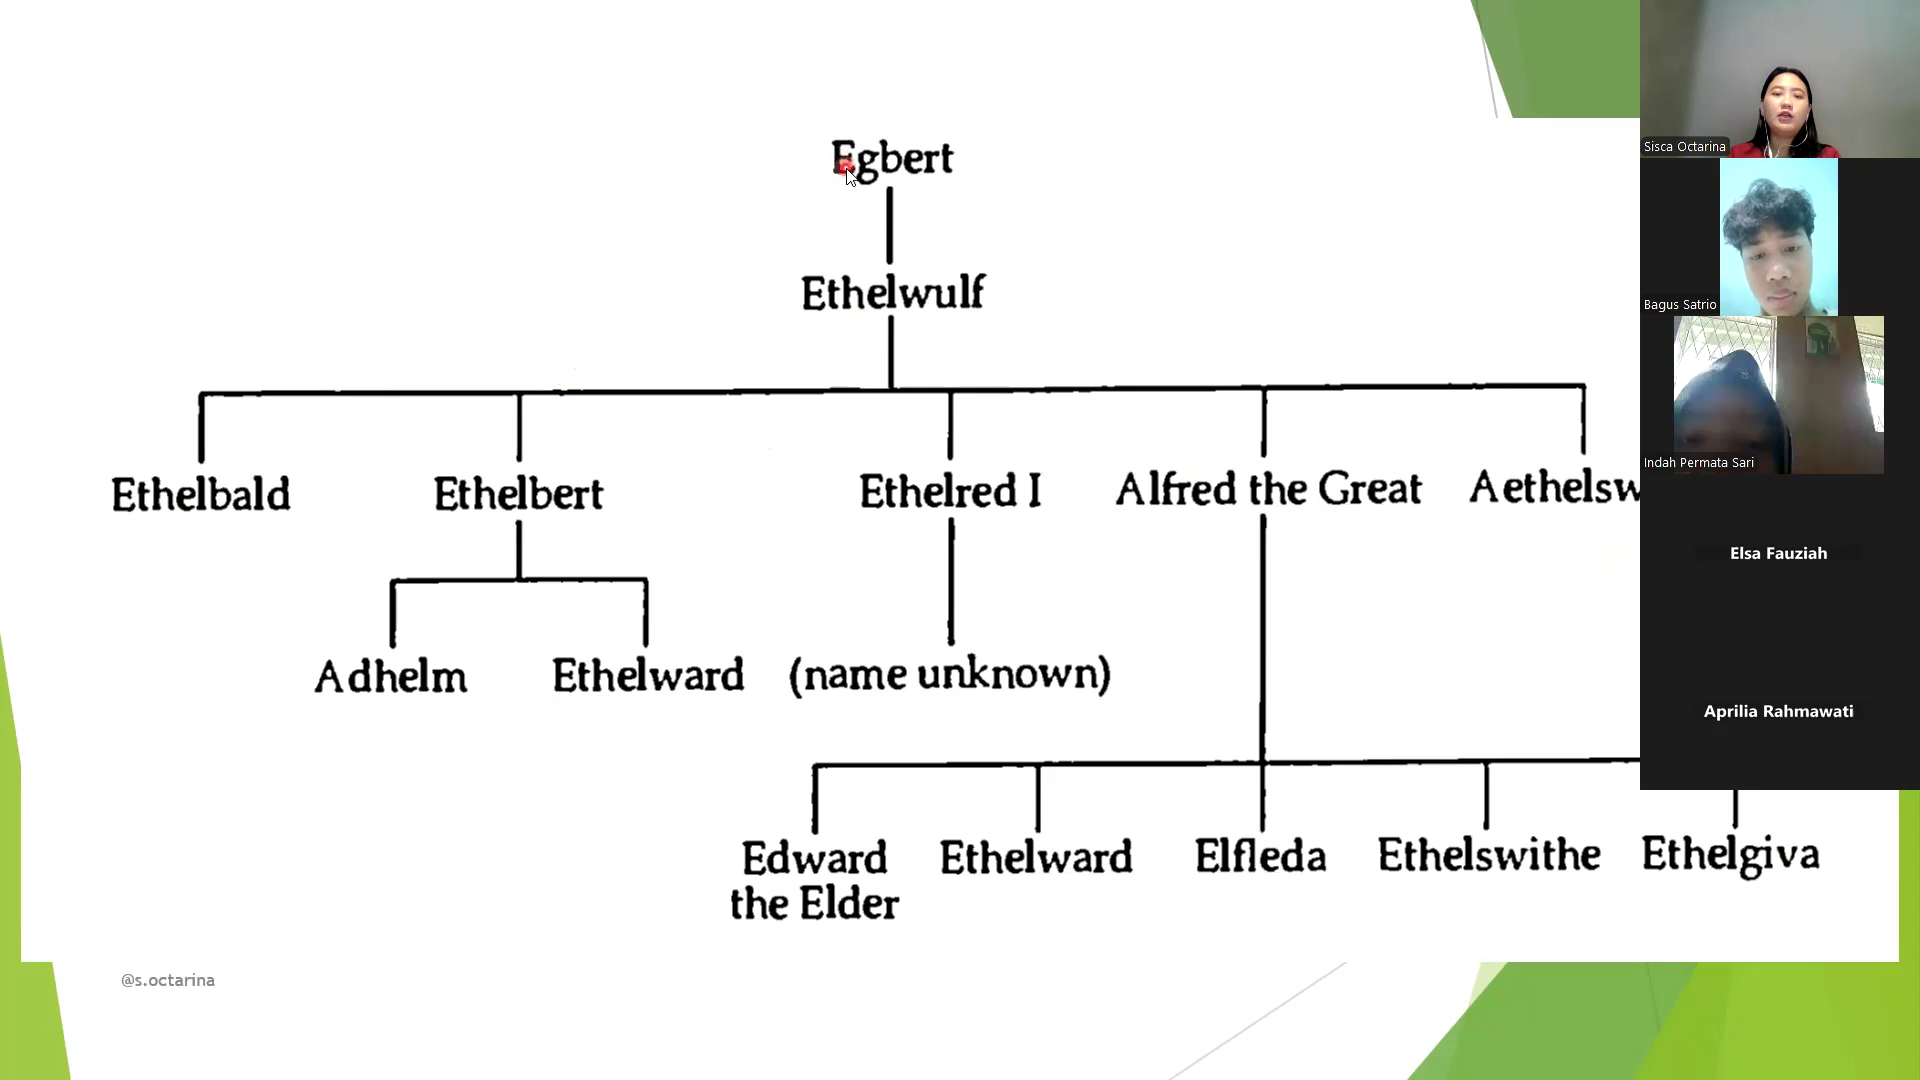 Egbert
Ethelwulf
Ethelbald Ethelbert Ethelred I Alfred the Great Aethelsw
Adhelm Ethelward (name unknown)
Edward the Elder Ethelward Elfleda Ethelswithe Ethelgiva
@s.octarina
Sisca Octarina
Bagus Satrio
Indah Permata Sari
Elsa Fauziah
Aprilia Rahmawati